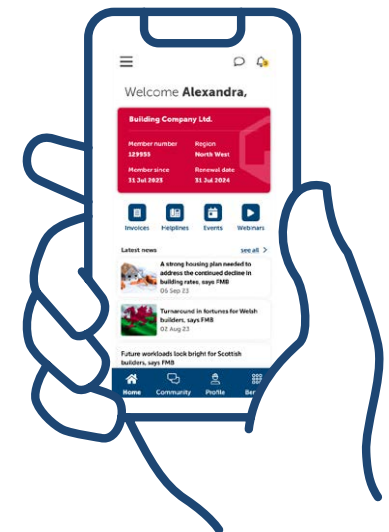 Welcome Alexandra,
Building Company Ltd.
Member number Region
129935 North West
Member since Renewal date
31 Jul 2023 31 Jul 2024
Invoices Helplines Events Webinars
Latest news see all >
A strong housing plan needed to
address the continued decline in
building rates, says FMB
06 Sep 23
Turnaround in fortunes for Welsh
builders, says FMB
02 Aug 23
Future workloads look bright for Scottish
builders, says FMB
Home Community Profile Be